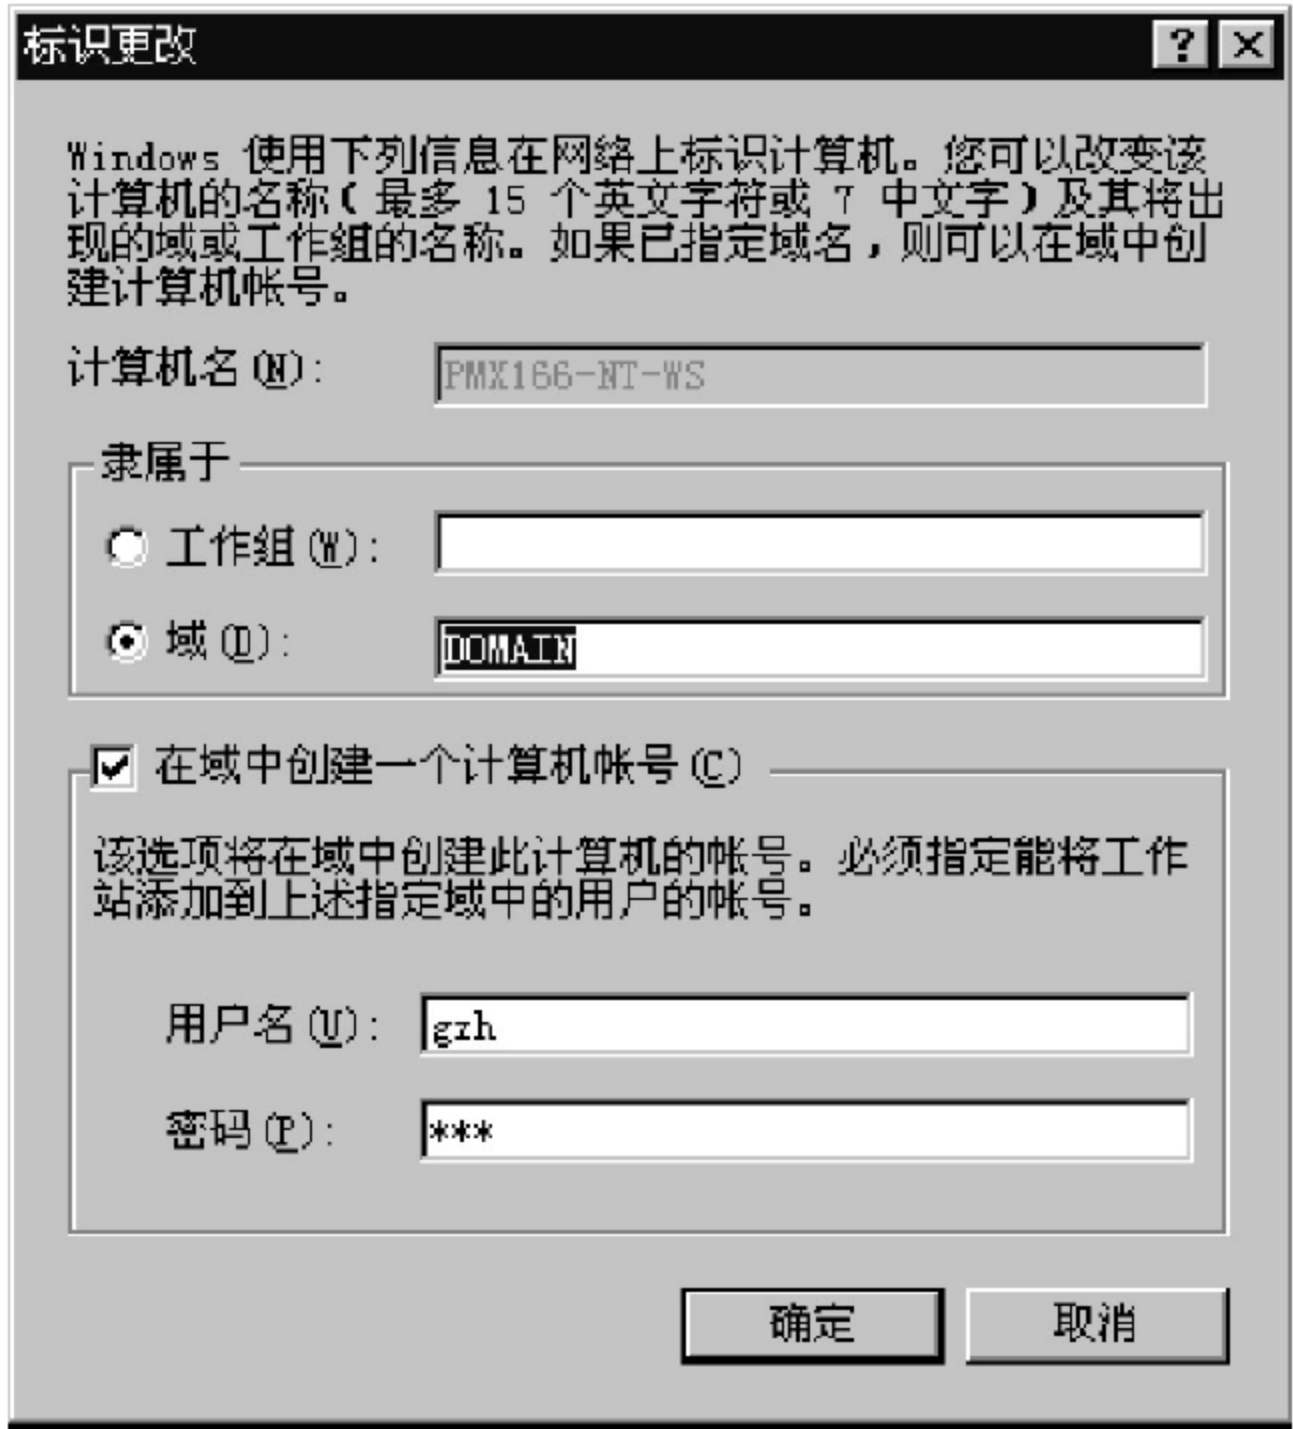 标识更改
Windows 使用下列信息在网络上标识计算机。您可以改变该
计算机的名称(最多 15 个英文字符或 7 中文字)及其将出
现的域或工作组的名称。如果已指定域名,则可以在域中创
建计算机帐号。
计算机名(N): PMX166-NT-WS
隶属于
工作组(W):
域(D): DOMAIN
在域中创建一个计算机帐号(C)
该选项将在域中创建此计算机的帐号。必须指定能将工作
站添加到上述指定域中的用户的帐号。
用户名(U): gzh
密码(P): ***
确定 取消